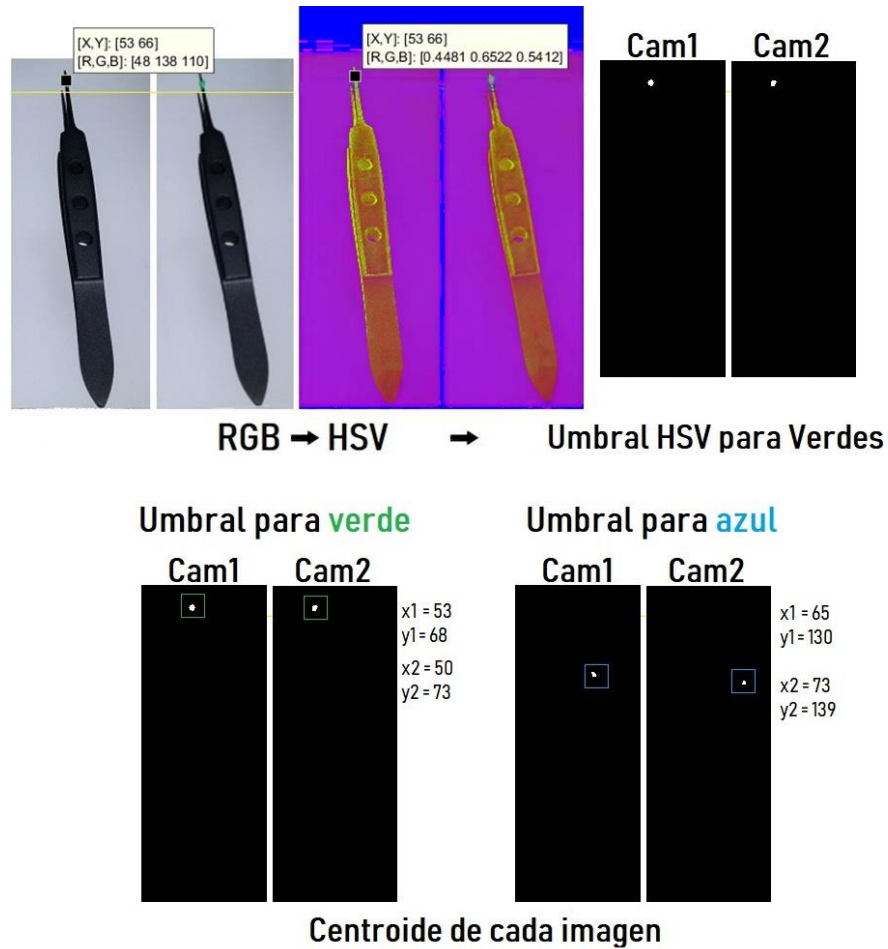 [X,Y]: [53 66]
[R,G,B]: [48 138 110]
[X,Y]: [53 66]
[R,G,B]: [0.4481 0.6522 0.5412]
Cam1 Cam2
RGB → HSV → Umbral HSV para Verdes
Umbral para verde
Cam1 Cam2
x1 = 53
y1 = 68
x2 = 50
y2 = 73
Umbral para azul
Cam1 Cam2
x1 = 65
y1 = 130
x2 = 73
y2 = 139
Centroide de cada imagen